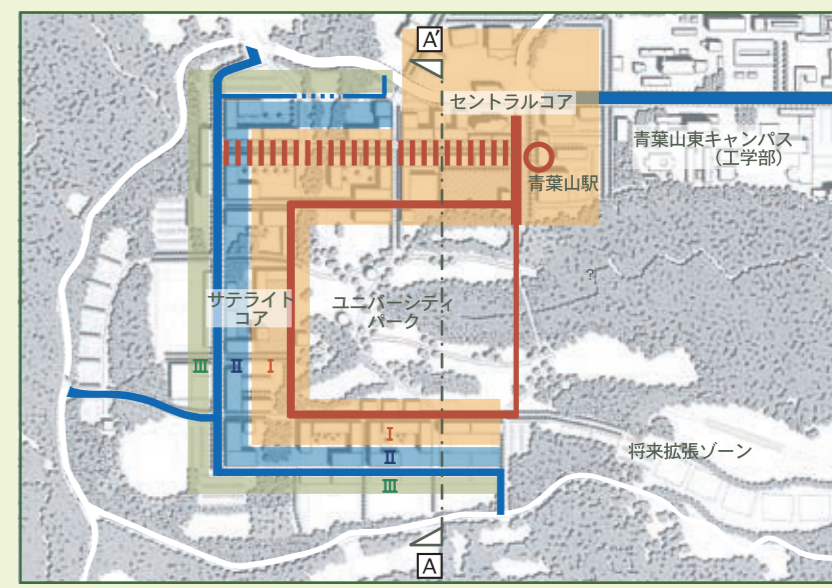 A'
セントラルコア
青葉山東キャンパス
（工学部）
青葉山駅
?
サテライト
コア
ユニバーシティ
パーク
Ⅲ Ⅱ Ⅰ
Ⅰ
Ⅱ
Ⅲ
将来拡張ゾーン
A